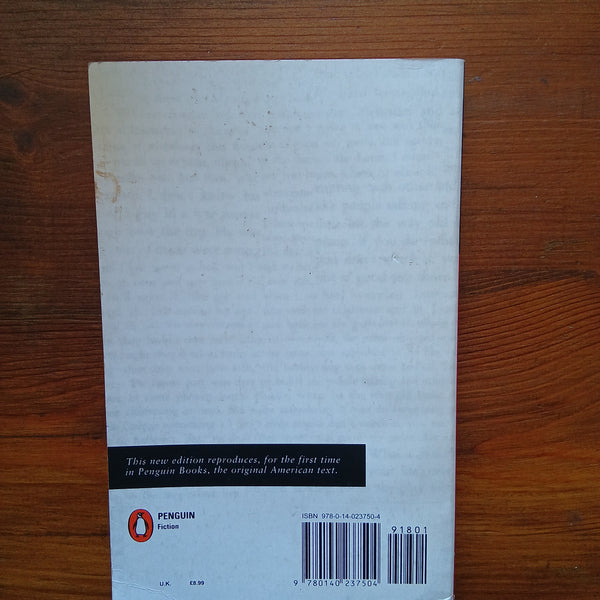 This new edition reproduces, for the first time
in Penguin Books, the original American text.
PENGUIN
Fiction
ISBN 978-0-14-023750-4
91801
9 780140 237504
U.K. £8.99